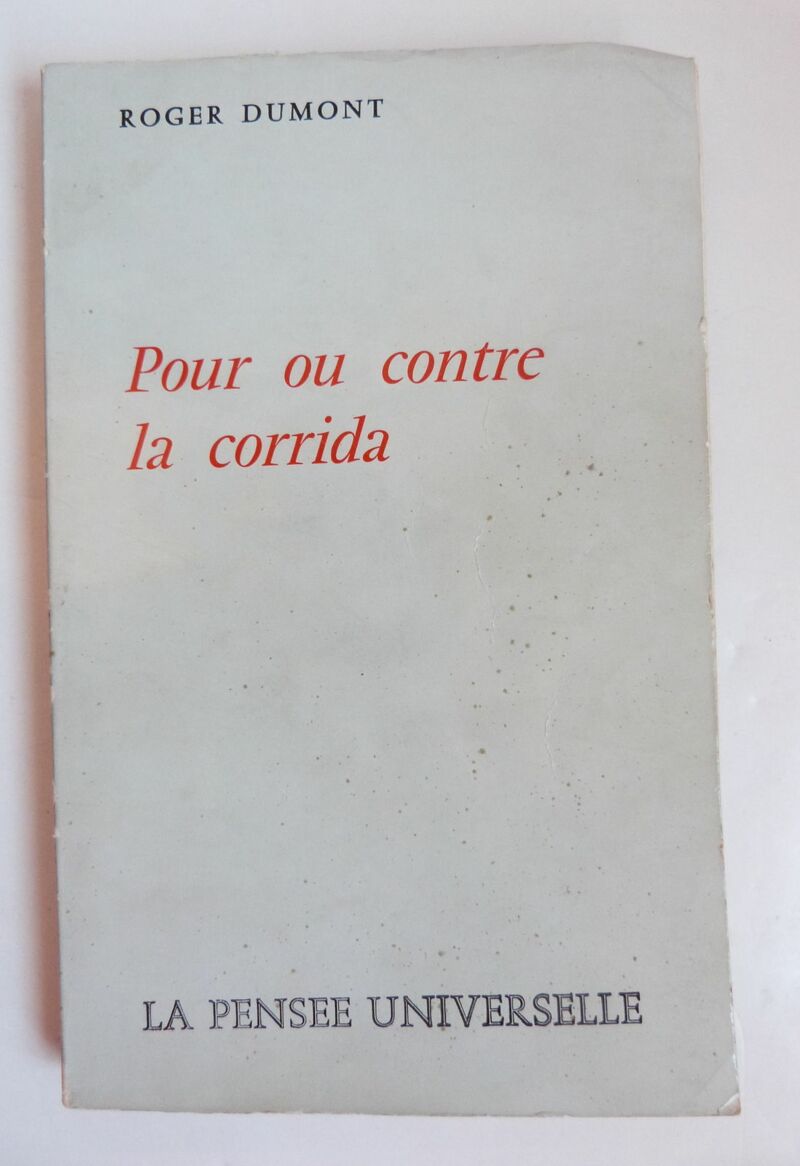 ROGER DUMONT
Pour ou contre
la corrida
LA PENSEE UNIVERSELLE